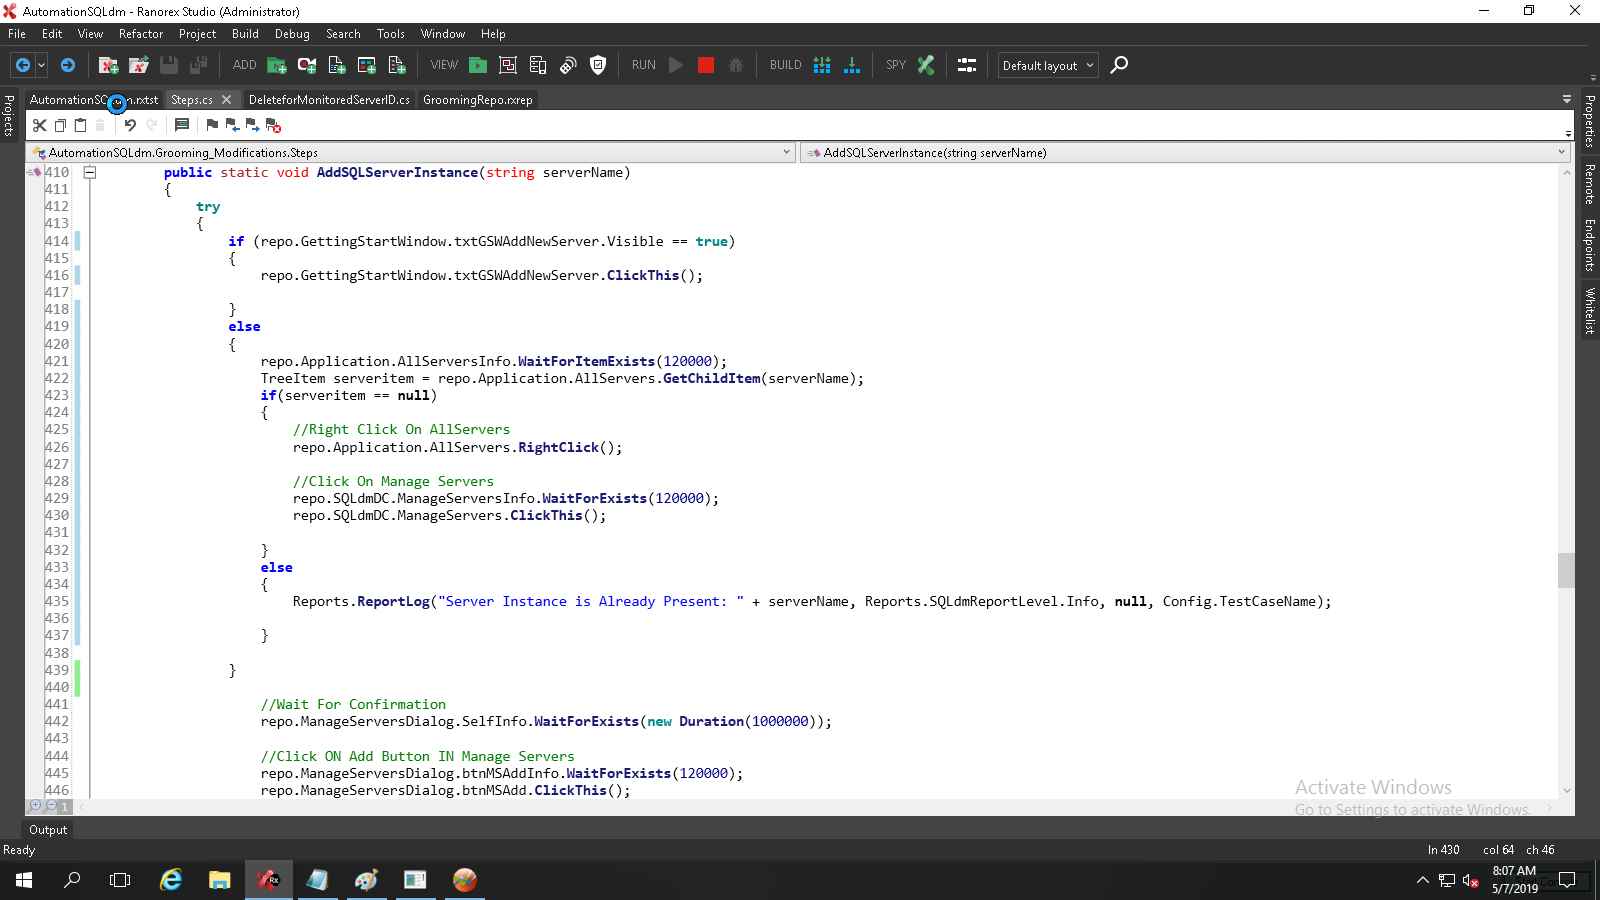 AutomationSQLdm - Ranorex Studio (Administrator)
File Edit View Refactor Project Build Debug Search Tools Window Help
ADD VIEW RUN BUILD SPY Default layout
Projects
AutomationSQLdm.rxtst Steps.cs DeleteforMonitoredServerID.cs GroomingRepo.rxrep
Properties
Remote Endpoints
Whitelist
AutomationSQLdm.Grooming_Modifications.Steps AddSQLServerInstance(string serverName)
410 public static void AddSQLServerInstance(string serverName)
411 {
412 try
413 {
414 if (repo.GettingStartWindow.txtGSWAddNewServer.Visible == true)
415 {
416 repo.GettingStartWindow.txtGSWAddNewServer.ClickThis();
417
418 }
419 else
420 {
421 repo.Application.AllServersInfo.WaitForItemExists(120000);
422 TreeItem serveritem = repo.Application.AllServers.GetChildItem(serverName);
423 if(serveritem == null)
424 {
425 //Right Click On AllServers
426 repo.Application.AllServers.RightClick();
427
428 //Click On Manage Servers
429 repo.SQLdmDC.ManageServersInfo.WaitForExists(120000);
430 repo.SQLdmDC.ManageServers.ClickThis();
431
432 }
433 else
434 {
435 Reports.ReportLog("Server Instance is Already Present: " + serverName, Reports.SQLdmReportLevel.Info, null, Config.TestCaseName);
436
437 }
438
439 }
440
441 //Wait For Confirmation
442 repo.ManageServersDialog.SelfInfo.WaitForExists(new Duration(1000000));
443
444 //Click ON Add Button IN Manage Servers
445 repo.ManageServersDialog.btnMSAddInfo.WaitForExists(120000);
446 repo.ManageServersDialog.btnMSAdd.ClickThis();
1
Activate Windows
Go to Settings to activate Windows.
Output
Ready ln 430 col 64 ch 46
8:07 AM
5/7/2019